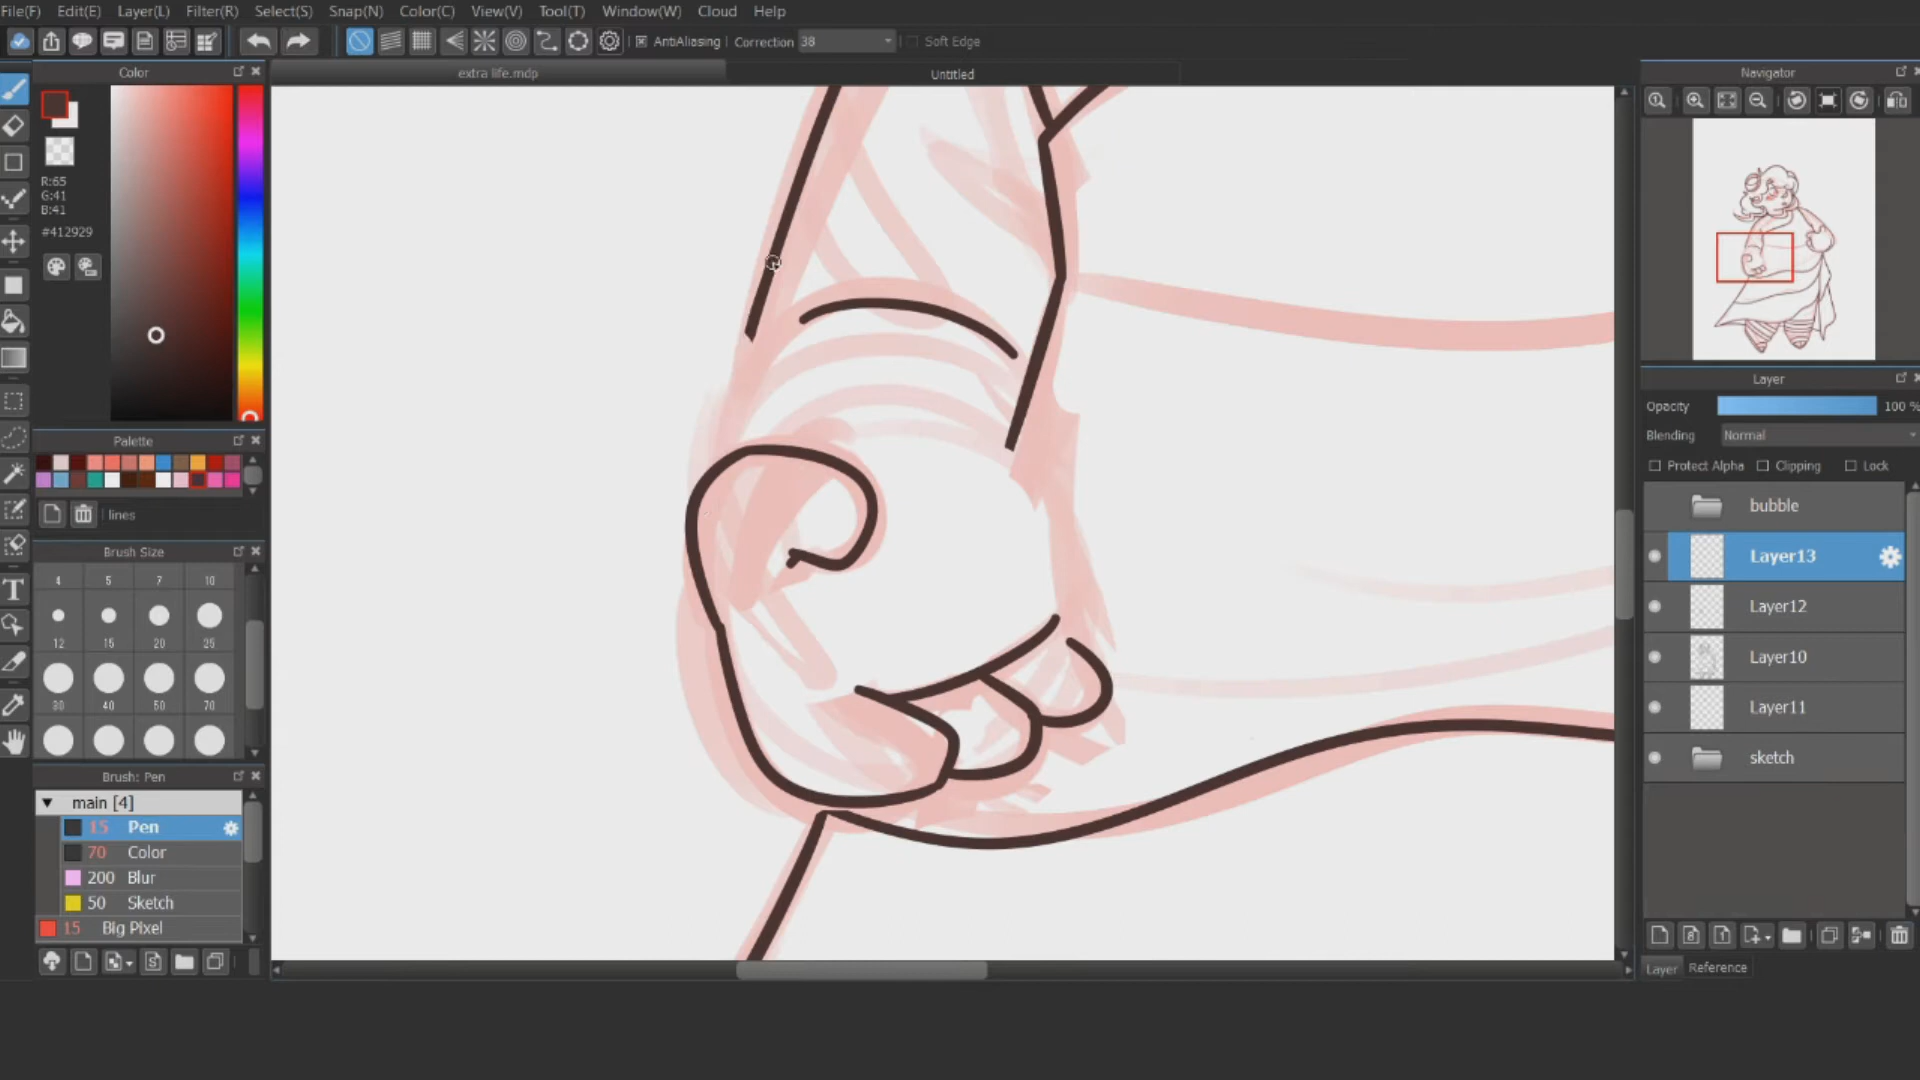 File(F) Edit(E) Layer(L) Filter(R) Select(S) Snap(N) Color(C) View(V) Tool(T) Window(W) Cloud Help
AntiAliasing Correction 38 Soft Edge
Color
extra life.mdp
Untitled
Navigator
R:65
G:41
B:41
#412929
Palette
lines
Brush Size
4 5 7 10
12 15 20 25
30 40 50 70
Brush: Pen
main [4]
15 Pen
70 Color
200 Blur
50 Sketch
15 Big Pixel
Layer
Opacity 100 %
Blending Normal
Protect Alpha Clipping Lock
bubble
Layer13
Layer12
Layer10
Layer11
sketch
Layer Reference